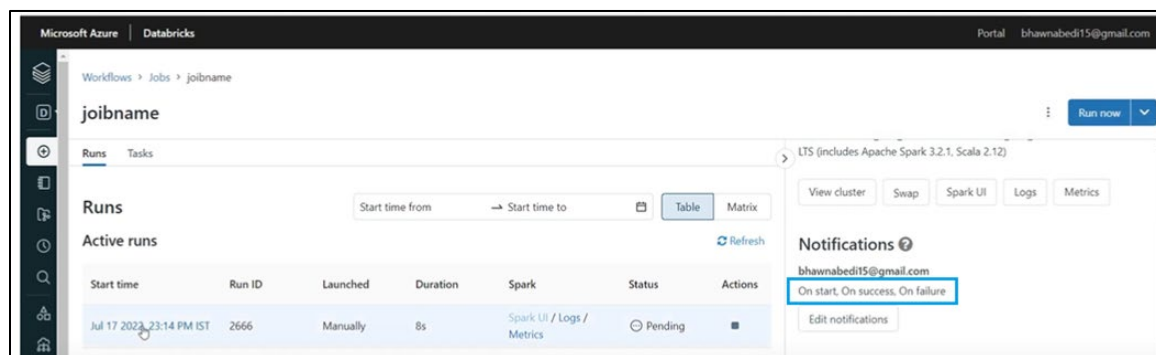 Microsoft Azure | Databricks
Portal bhawnabedi15@gmail.com
Workflows > Jobs > joibname
joibname
Run now
Runs Tasks
LTS (includes Apache Spark 3.2.1, Scala 2.12)
View cluster Swap Spark UI Logs Metrics
Runs
Start time from → Start time to
Table Matrix
Active runs
Refresh
Notifications
bhawnabedi15@gmail.com
On start, On success, On failure
Edit notifications
Start time Run ID Launched Duration Spark Status Actions
Jul 17 2022, 23:14 PM IST 2666 Manually 8s Spark UI / Logs / Pending
Metrics